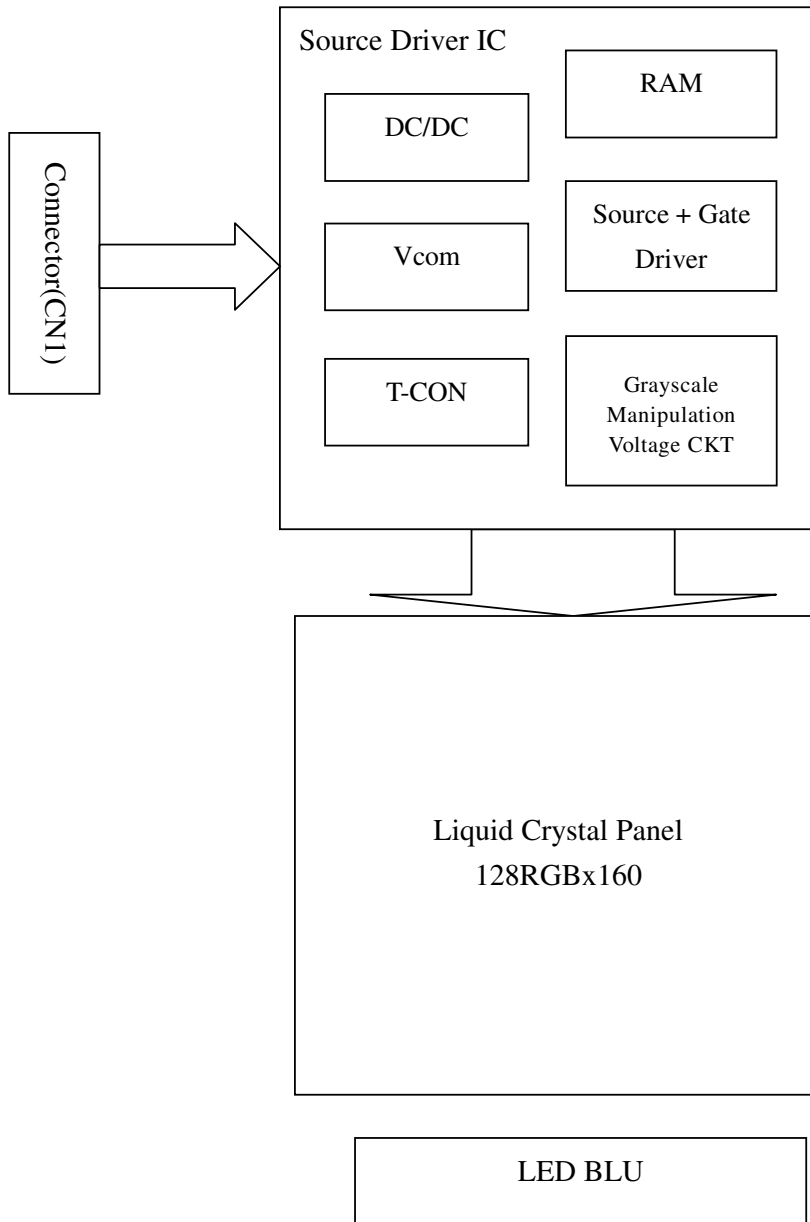 Source Driver IC
RAM
DC/DC
Connector(CN1)
Source + Gate
Driver
Vcom
T-CON
Grayscale
Manipulation
Voltage CKT
Liquid Crystal Panel
128RGBx160
LED BLU